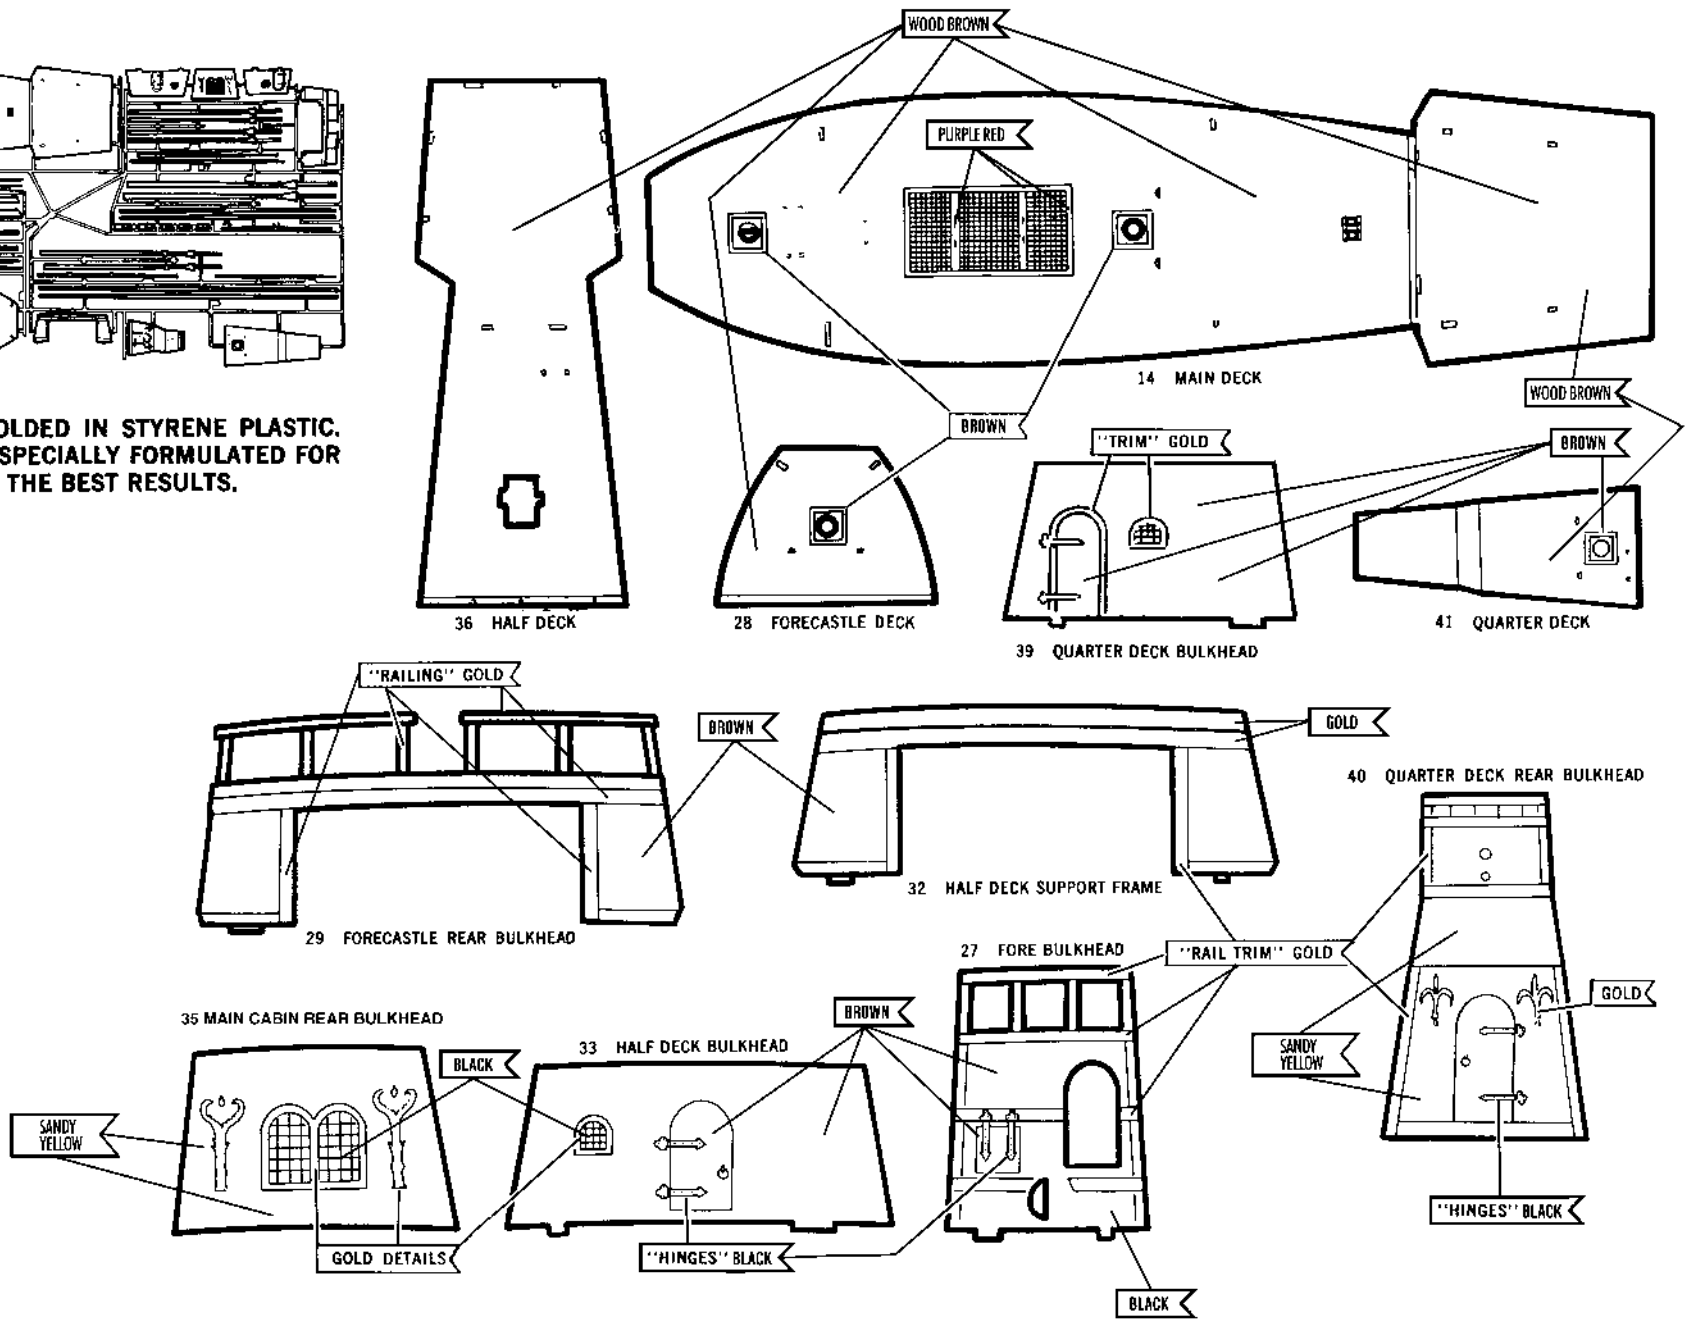 WOOD BROWN
PURPLE RED
14 MAIN DECK
WOOD BROWN
BROWN
"TRIM" GOLD
BROWN
OLDED IN STYRENE PLASTIC.
SPECIALLY FORMULATED FOR
THE BEST RESULTS.
36 HALF DECK
28 FORECASTLE DECK
39 QUARTER DECK BULKHEAD
41 QUARTER DECK
"RAILING" GOLD
BROWN
GOLD
40 QUARTER DECK REAR BULKHEAD
32 HALF DECK SUPPORT FRAME
29 FORECASTLE REAR BULKHEAD
27 FORE BULKHEAD
"RAIL TRIM" GOLD
GOLD
35 MAIN CABIN REAR BULKHEAD
BROWN
33 HALF DECK BULKHEAD
BLACK
SANDY
YELLOW
SANDY
YELLOW
"HINGES" BLACK
GOLD DETAILS
"HINGES" BLACK
BLACK